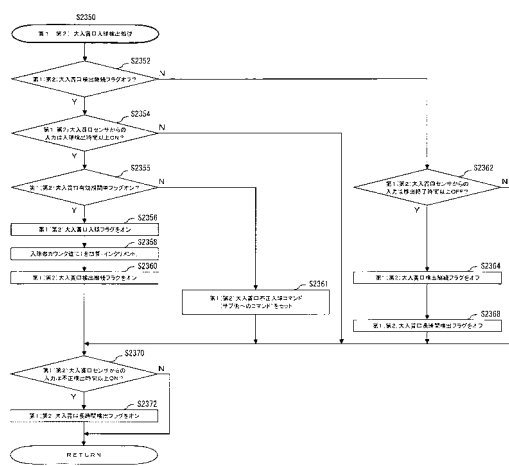 S2350
第1(第2)大入賞口入球検出処理
S2352
第1(第2)大入賞口検出継続フラグオフ?
N
Y
S2354
第1(第2)大入賞口センサからの
入力は入球検出時間以上ON?
N
Y
S2355
第1(第2)大入賞口有効期間中フラグオン?
N
Y
S2356
第1(第2)大入賞口入球フラグをオン
S2358
入球数カウンタ値に1を加算(インクリメント)
S2360
第1(第2)大入賞口検出継続フラグをオン
S2361
第1(第2)大入賞口不正入球コマンド
(サブ側へのコマンド)をセット
S2362
第1(第2)大入賞口センサからの
入力は検出終了時間以上OFF?
N
Y
S2364
第1(第2)大入賞口検出継続フラグをオフ
S2368
第1(第2)大入賞口長時間検出フラグをオフ
S2370
第1(第2)大入賞口センサからの
入力は不正検出時間以上ON?
N
Y
S2372
第1(第2)大入賞口長時間検出フラグをオン
RETURN